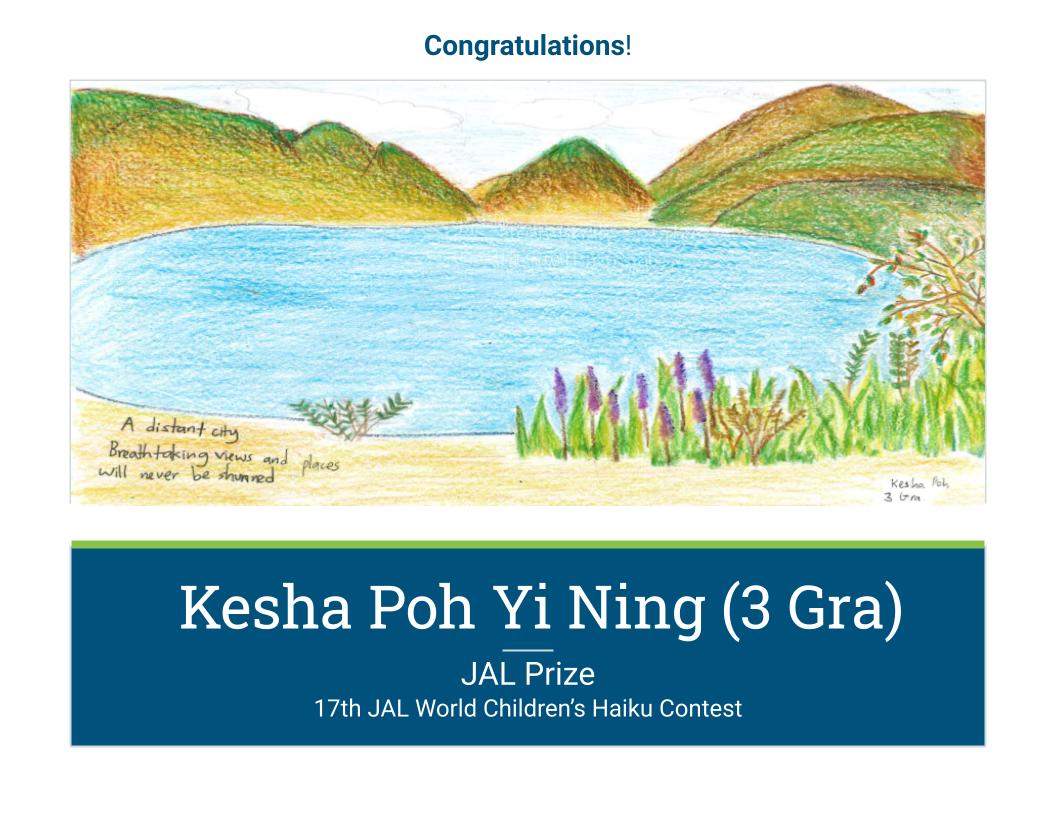 Congratulations!
A distant city
Breathtaking views and places
will never be shunned
Kesha Poh
3 Gra
Kesha Poh Yi Ning (3 Gra)
JAL Prize
17th JAL World Children’s Haiku Contest